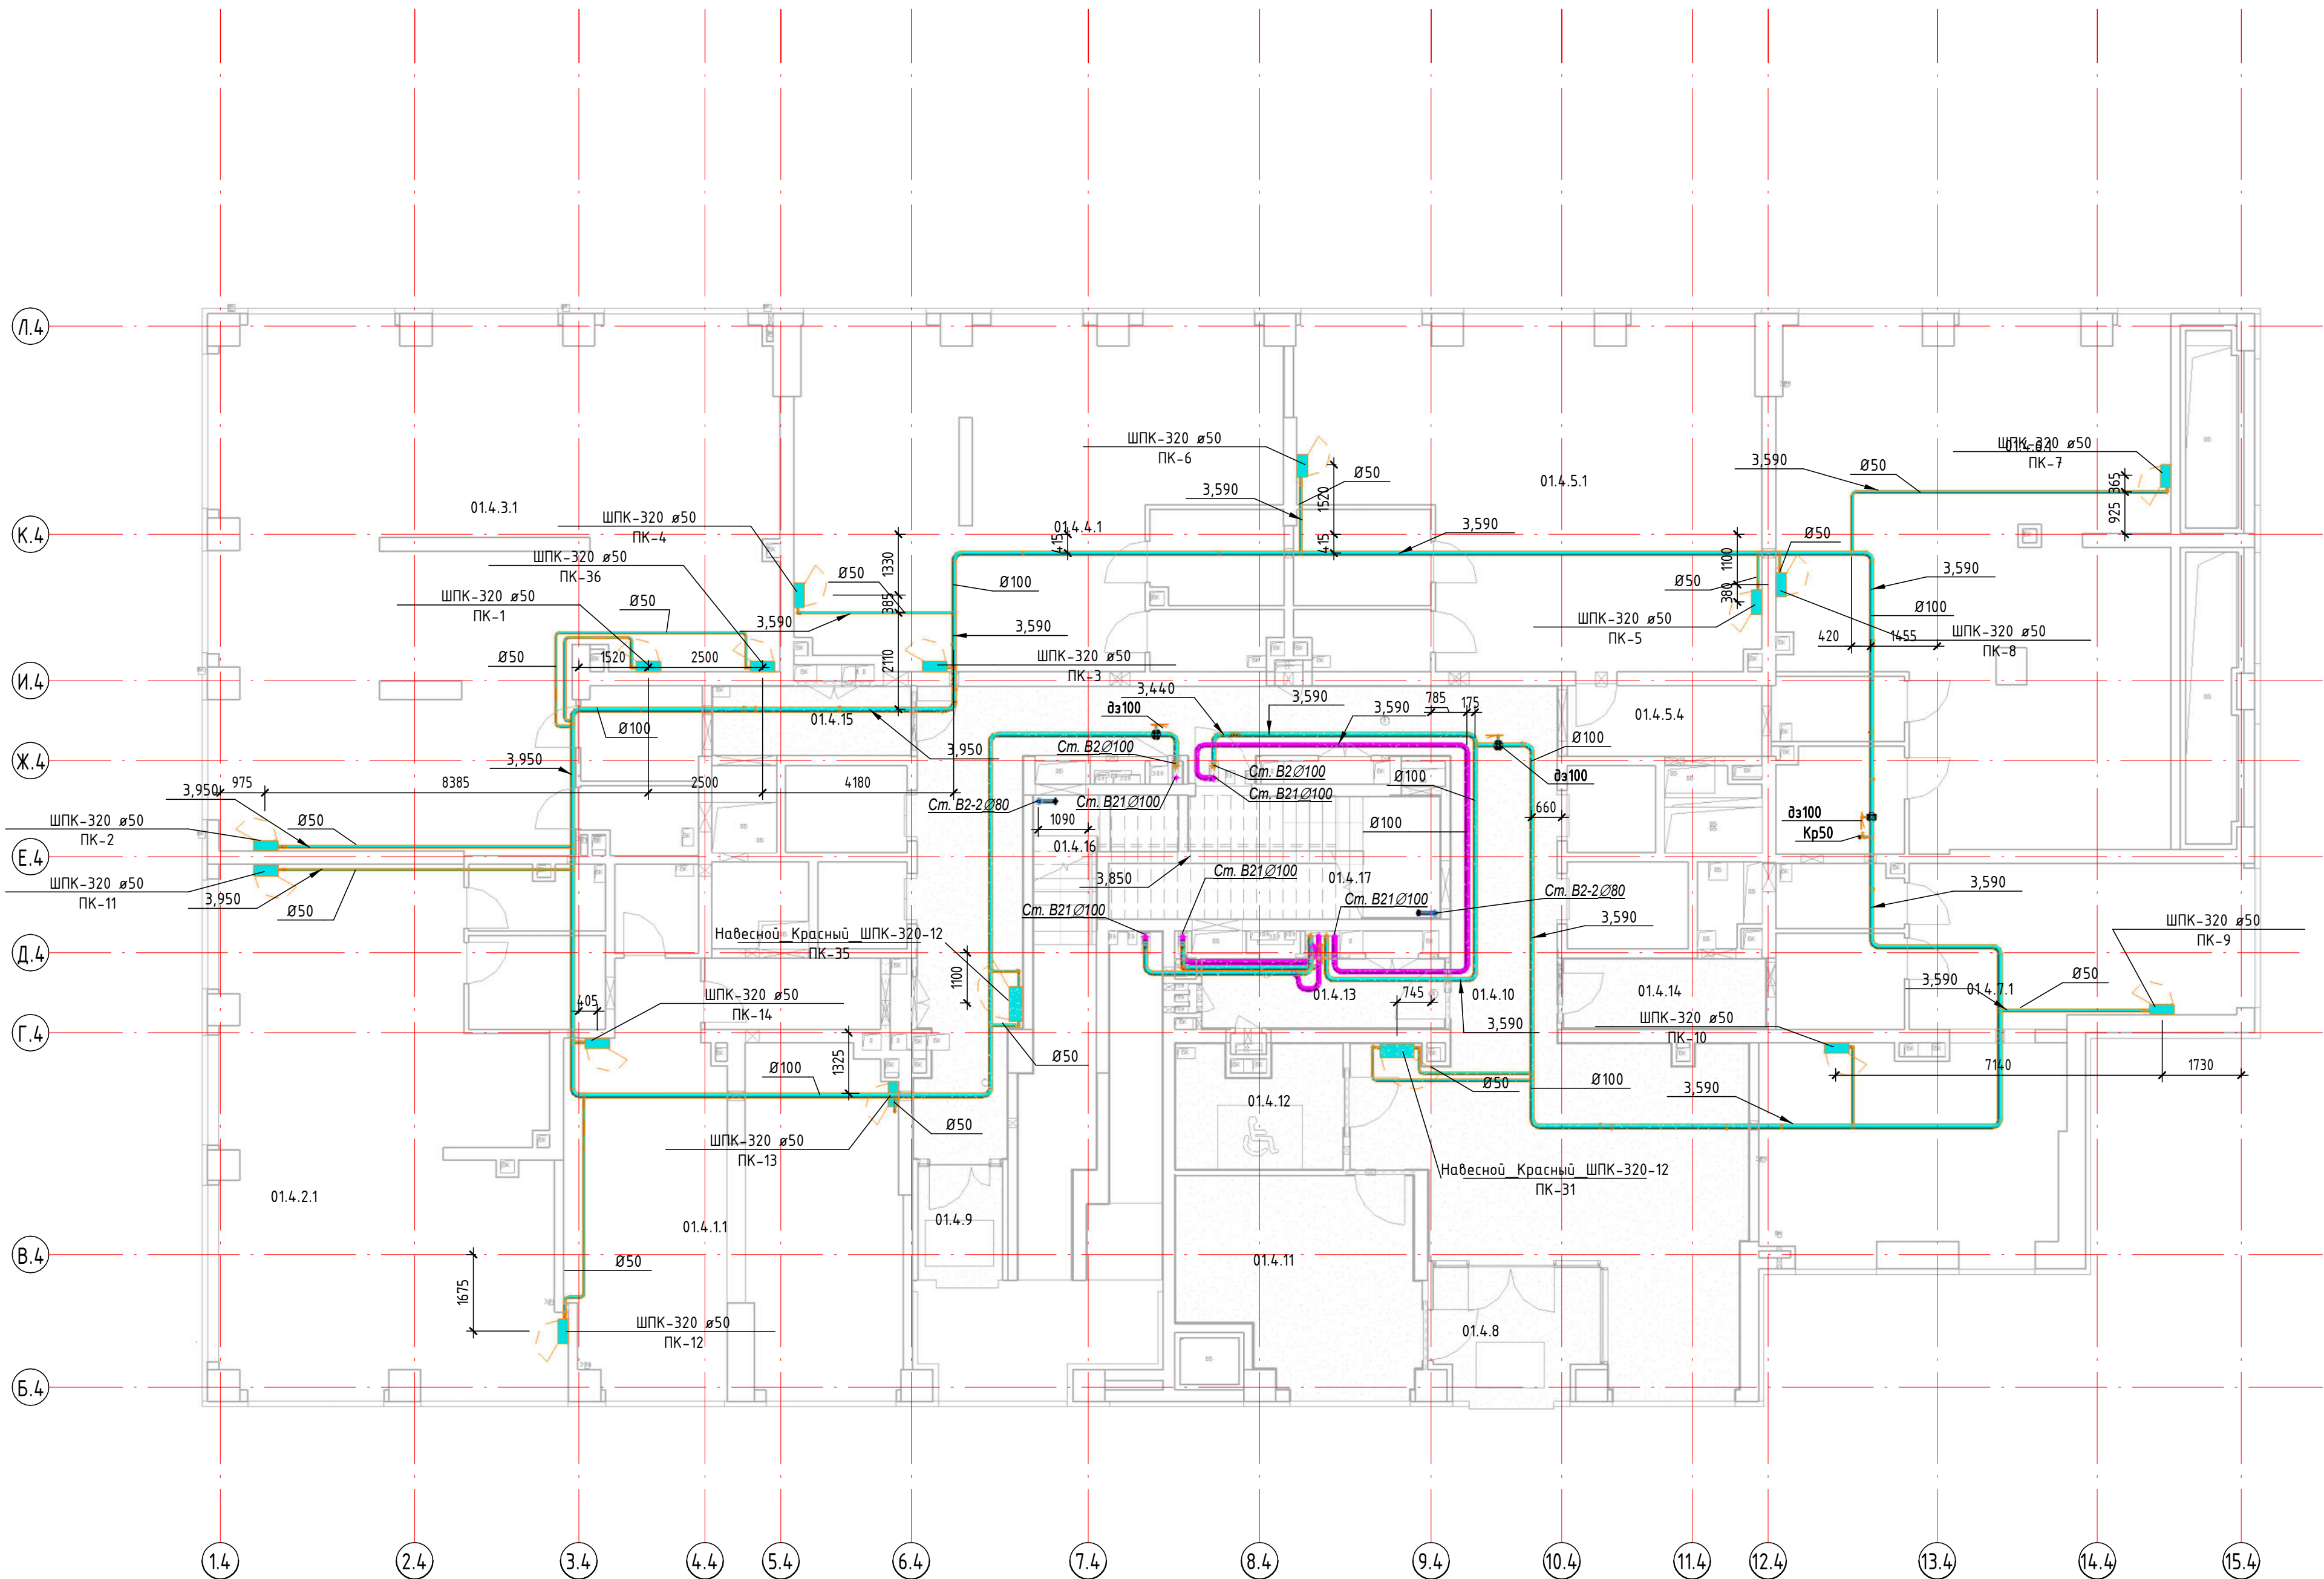 Л.4
ШПК-320 ø50
ПК-6
Ø50
3,590
1520
415
01.4.5.1
3,590
Ø50
ШПК-320 ø50
ПК-7
365
925
01.4.3.1
ШПК-320 ø50
ПК-4
К.4
01.4.4.1
415
3,590
1330
385
2110
Ø50
Ø100
1100
380
Ø50
Ø50
3,590
Ø100
ШПК-320 ø50
ПК-36
ШПК-320 ø50
ПК-1
Ø50
3,590
3,590
ШПК-320 ø50
ПК-5
420
1455
ШПК-320 ø50
ПК-8
Ø50
1520
2500
ШПК-320 ø50
ПК-3
И.4
3,440
3,590
3,590
785
175
01.4.5.4
дз100
01.4.15
Ø100
3,950
3,950
Ж.4
Ст. В2Ø100
Ст. В2Ø100
Ст. В21Ø100
Ст. В21Ø100
Ст. В2-2Ø80
Ø100
Ø100
дз100
975
8385
2500
4180
3,950
1090
660
дз100
Кр50
ШПК-320 ø50
ПК-2
Ø50
Ø100
01.4.16
Е.4
3,850
Ст. В21Ø100
01.4.17
ШПК-320 ø50
ПК-11
3,950
Ø50
Ст. В21Ø100
Ст. В21Ø100
Ст. В2-2Ø80
3,590
3,590
ШПК-320 ø50
ПК-9
Навесной_Красный_ШПК-320-12
ПК-35
Д.4
1100
405
ШПК-320 ø50
ПК-14
01.4.13
745
01.4.10
01.4.14
3,590
01.4.7.1
Ø50
Г.4
3,590
ШПК-320 ø50
ПК-10
1325
Ø50
Ø100
Ø50
Ø100
7140
1730
3,590
01.4.12
Ø50
ШПК-320 ø50
ПК-13
Навесной_Красный_ШПК-320-12
ПК-31
01.4.2.1
01.4.1.1
01.4.9
В.4
01.4.11
Ø50
1675
ШПК-320 ø50
ПК-12
01.4.8
Б.4
1.4
2.4
3.4
4.4
5.4
6.4
7.4
8.4
9.4
10.4
11.4
12.4
13.4
14.4
15.4